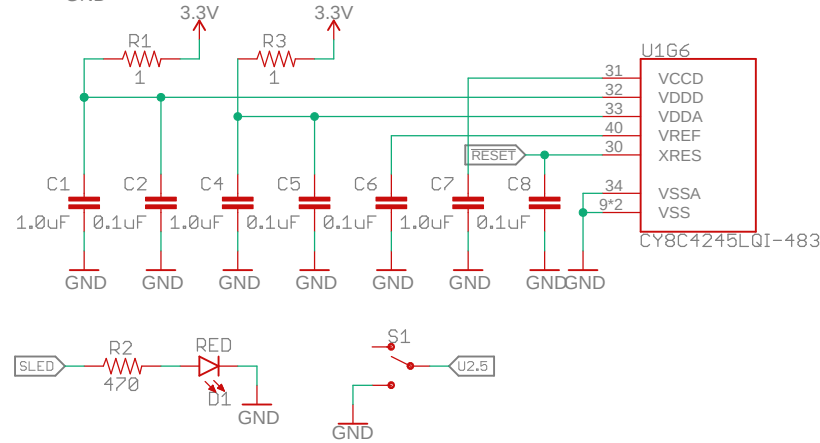 GND
3.3V 3.3V
R1 R3
1 1
U1G6
31 VCCD
32 VDDD
33 VDDA
40 VREF
RESET 30 XRES
C1 C2 C4 C5 C6 C7 C8
34 VSSA
9*2 VSS
1.0uF 0.1uF 1.0uF 0.1uF 0.1uF 1.0uF 0.1uF
CY8C4245LQI-483
GND GND GND GND GND GND GND GND
R2 RED S1
SLED U2.5
470 D1
GND
GND